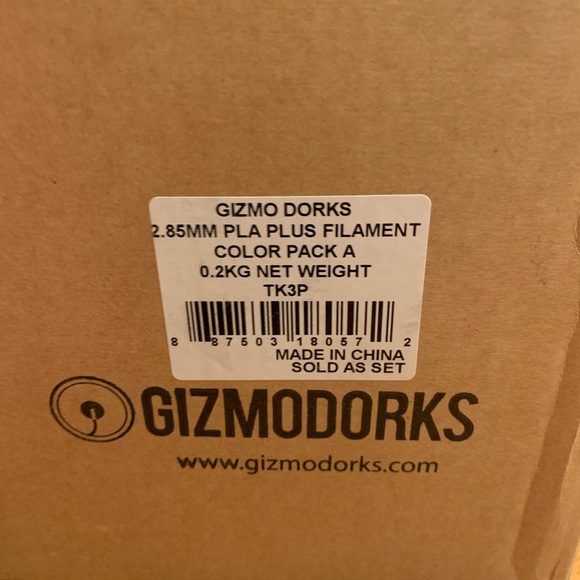 GIZMO DORKS
2.85MM PLA PLUS FILAMENT
COLOR PACK A
0.2KG NET WEIGHT
TK3P
8 87503 18057 2
MADE IN CHINA
SOLD AS SET
GIZMODORKS
www.gizmodorks.com